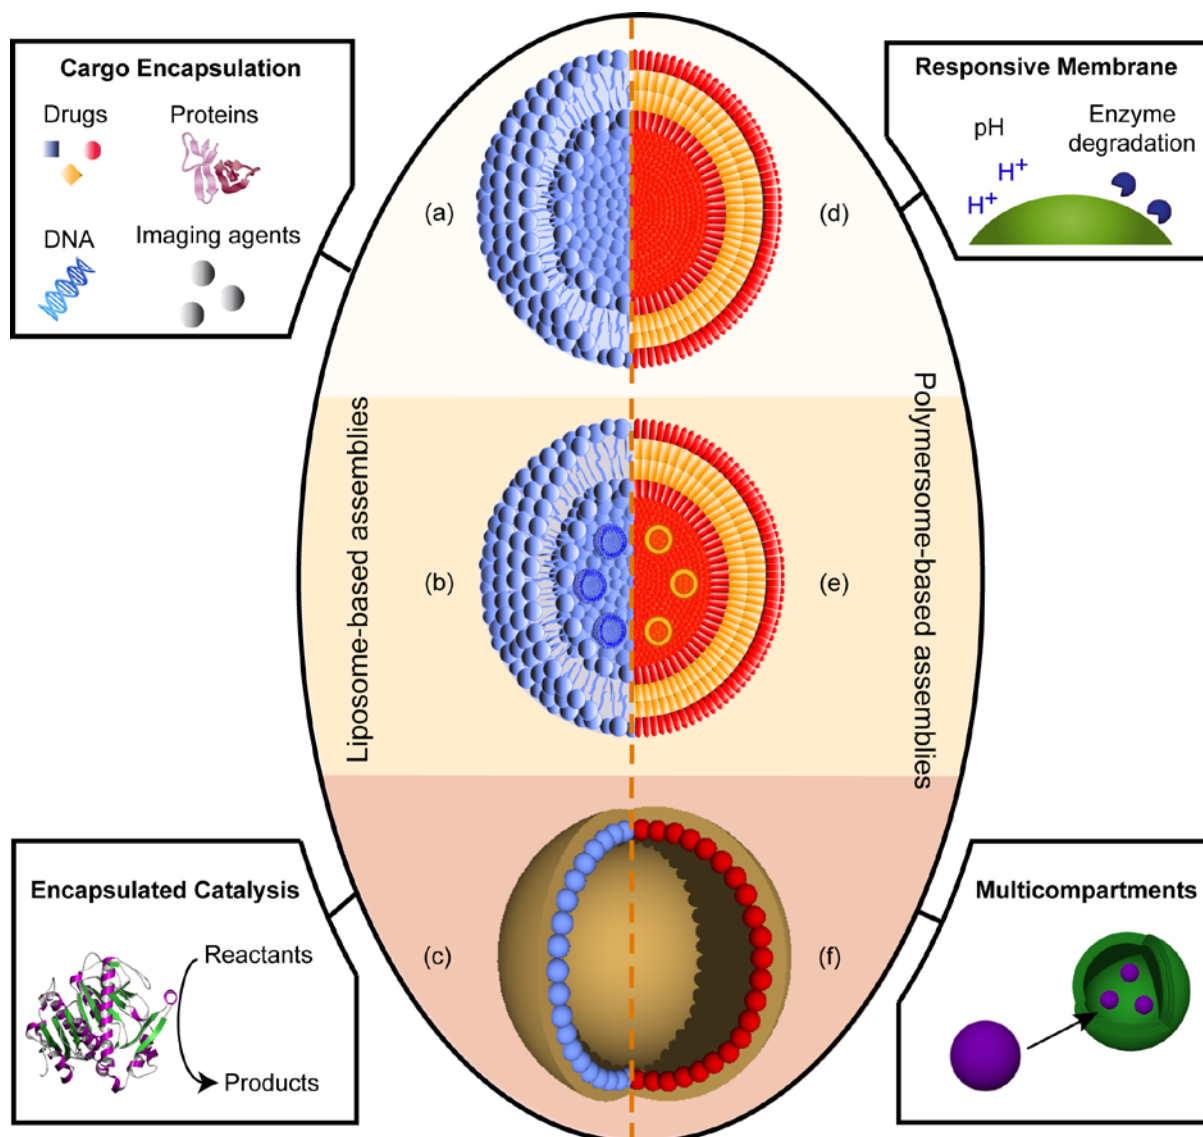 Cargo Encapsulation
Drugs
Proteins
DNA
Imaging agents
Responsive Membrane
pH
Enzyme
degradation
H+
H+
(a)
(d)
Liposome-based assemblies
Polymersome-based assemblies
(b)
(e)
(c)
(f)
Encapsulated Catalysis
Reactants
Products
Multicompartments